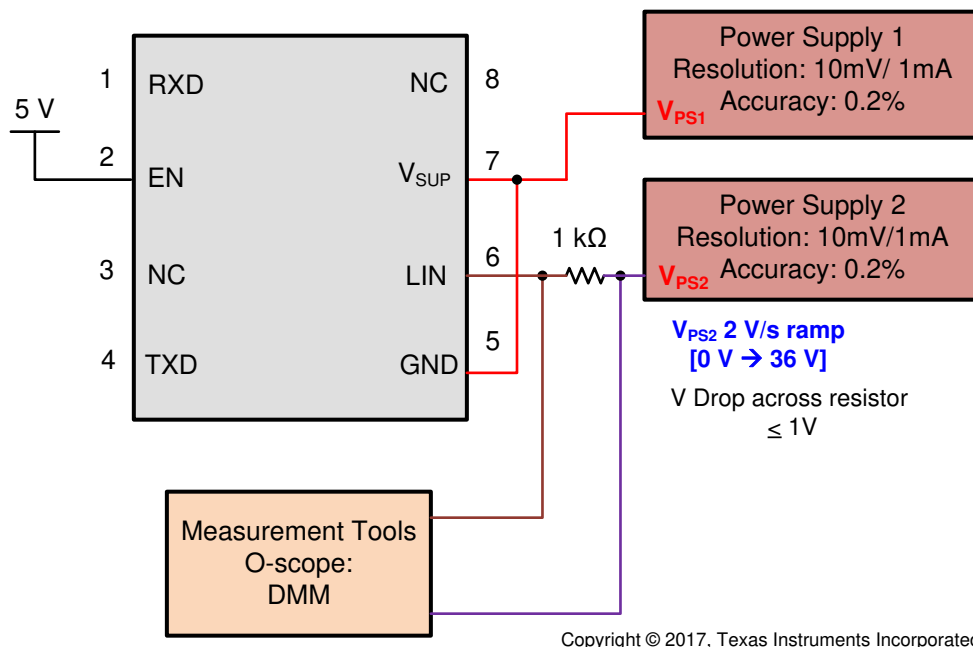 5 V
1
RXD
2
EN
3
NC
4
TXD
NC
8
V_SUP
7
LIN
6
GND
5
1 kΩ
Power Supply 1
Resolution: 10mV/ 1mA
Accuracy: 0.2%
V_PS1
Power Supply 2
Resolution: 10mV/1mA
Accuracy: 0.2%
V_PS2
V_PS2 2 V/s ramp
[0 V → 36 V]
V Drop across resistor
≤ 1V
Measurement Tools
O-scope:
DMM
Copyright © 2017, Texas Instruments Incorporated